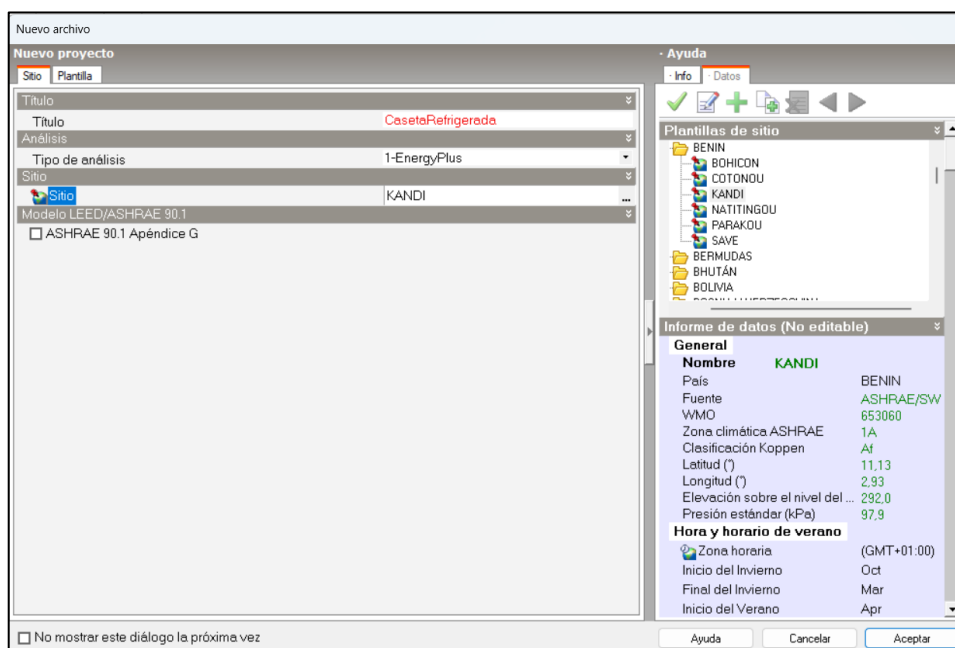 Nuevo archivo
Nuevo proyecto
Sitio Plantilla
Título
Título CasetaRefrigerada
Análisis
Tipo de análisis 1-EnergyPlus
Sitio
Sitio KANDI ...
Modelo LEED/ASHRAE 90.1
ASHRAE 90.1 Apéndice G
No mostrar este diálogo la próxima vez
· Ayuda
· Info · Datos
Plantillas de sitio
BENIN
BOHICON
COTONOU
KANDI
NATITINGOU
PARAKOU
SAVE
BERMUDAS
BHUTÁN
BOLIVIA
Informe de datos (No editable)
General
Nombre KANDI
País BENIN
Fuente ASHRAE/SW
WMO 653060
Zona climática ASHRAE 1A
Clasificación Koppen Af
Latitud (°) 11,13
Longitud (°) 2,93
Elevación sobre el nivel del ... 292,0
Presión estándar (kPa) 97,9
Hora y horario de verano
Zona horaria (GMT+01:00)
Inicio del Invierno Oct
Final del Invierno Mar
Inicio del Verano Apr
Ayuda Cancelar Aceptar